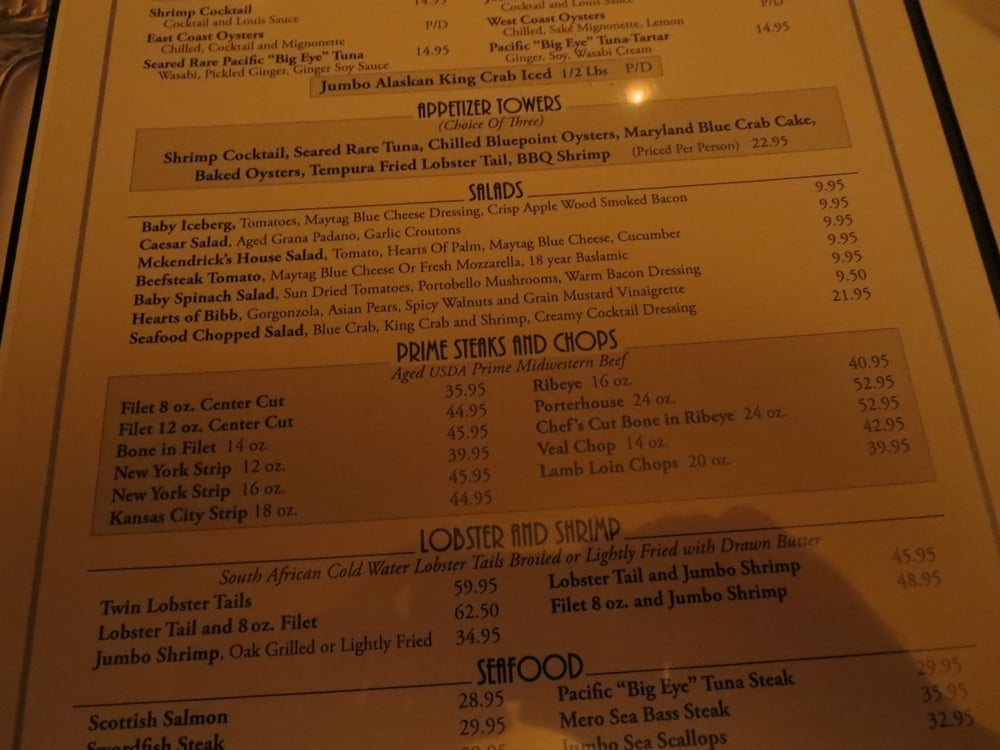 14.95
Shrimp Cocktail
Cocktail and Louis Sauce
P/D
East Coast Oysters
Chilled, Cocktail and Mignonette
14.95
Seared Rare Pacific "Big Eye" Tuna
Wasabi, Pickled Ginger, Ginger Soy Sauce
Cocktail and Louis Sauce
P/D
West Coast Oysters
Chilled, Saké Mignonette, Lemon
14.95
Pacific "Big Eye" Tuna Tartar
Ginger, Soy, Wasabi Cream
Jumbo Alaskan King Crab Iced 1/2 Lbs P/D
APPETIZER TOWERS
(Choice Of Three)
Shrimp Cocktail, Seared Rare Tuna, Chilled Bluepoint Oysters, Maryland Blue Crab Cake,
Baked Oysters, Tempura Fried Lobster Tail, BBQ Shrimp (Priced Per Person) 22.95
SALADS
Baby Iceberg, Tomatoes, Maytag Blue Cheese Dressing, Crisp Apple Wood Smoked Bacon 9.95
Caesar Salad, Aged Grana Padano, Garlic Croutons 9.95
Mckendrick's House Salad, Tomato, Hearts Of Palm, Maytag Blue Cheese, Cucumber 9.95
Beefsteak Tomato, Maytag Blue Cheese Or Fresh Mozzarella, 18 year Baslamic 9.95
Baby Spinach Salad, Sun Dried Tomatoes, Portobello Mushrooms, Warm Bacon Dressing 9.95
Hearts of Bibb, Gorgonzola, Asian Pears, Spicy Walnuts and Grain Mustard Vinaigrette 9.50
Seafood Chopped Salad, Blue Crab, King Crab and Shrimp, Creamy Cocktail Dressing 21.95
PRIME STEAKS AND CHOPS
Aged USDA Prime Midwestern Beef
Filet 8 oz. Center Cut 35.95
Filet 12 oz. Center Cut 44.95
Bone in Filet 14 oz. 45.95
New York Strip 12 oz. 39.95
New York Strip 16 oz. 45.95
Kansas City Strip 18 oz. 44.95
Ribeye 16 oz. 40.95
Porterhouse 24 oz. 52.95
Chef's Cut Bone in Ribeye 24 oz. 52.95
Veal Chop 14 oz. 42.95
Lamb Loin Chops 20 oz. 39.95
LOBSTER AND SHRIMP
South African Cold Water Lobster Tails Broiled or Lightly Fried with Drawn Butter
Twin Lobster Tails 59.95
Lobster Tail and 8 oz. Filet 62.50
Jumbo Shrimp, Oak Grilled or Lightly Fried 34.95
Lobster Tail and Jumbo Shrimp 45.95
Filet 8 oz. and Jumbo Shrimp 48.95
SEAFOOD
Scottish Salmon 28.95
Swordfish Steak 29.95
Pacific "Big Eye" Tuna Steak 29.95
Mero Sea Bass Steak 35.95
Jumbo Sea Scallops 32.95